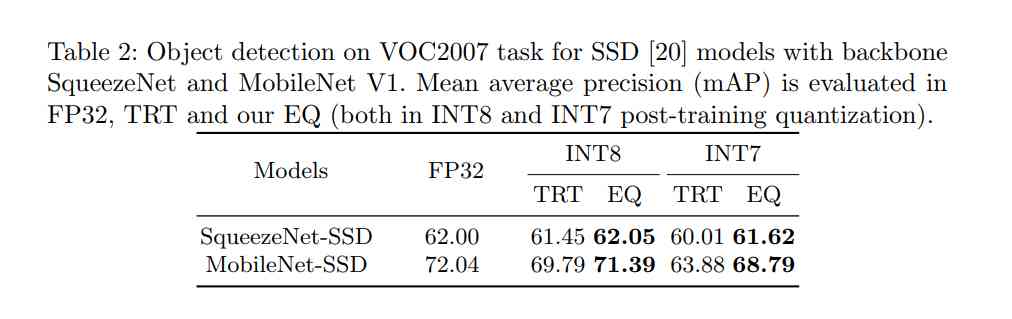 Table 2: Object detection on VOC2007 task for SSD [20] models with backbone
SqueezeNet and MobileNet V1. Mean average precision (mAP) is evaluated in
FP32, TRT and our EQ (both in INT8 and INT7 post-training quantization).
Models FP32 INT8 INT7
TRT EQ TRT EQ
SqueezeNet-SSD 62.00 61.45 62.05 60.01 61.62
MobileNet-SSD 72.04 69.79 71.39 63.88 68.79